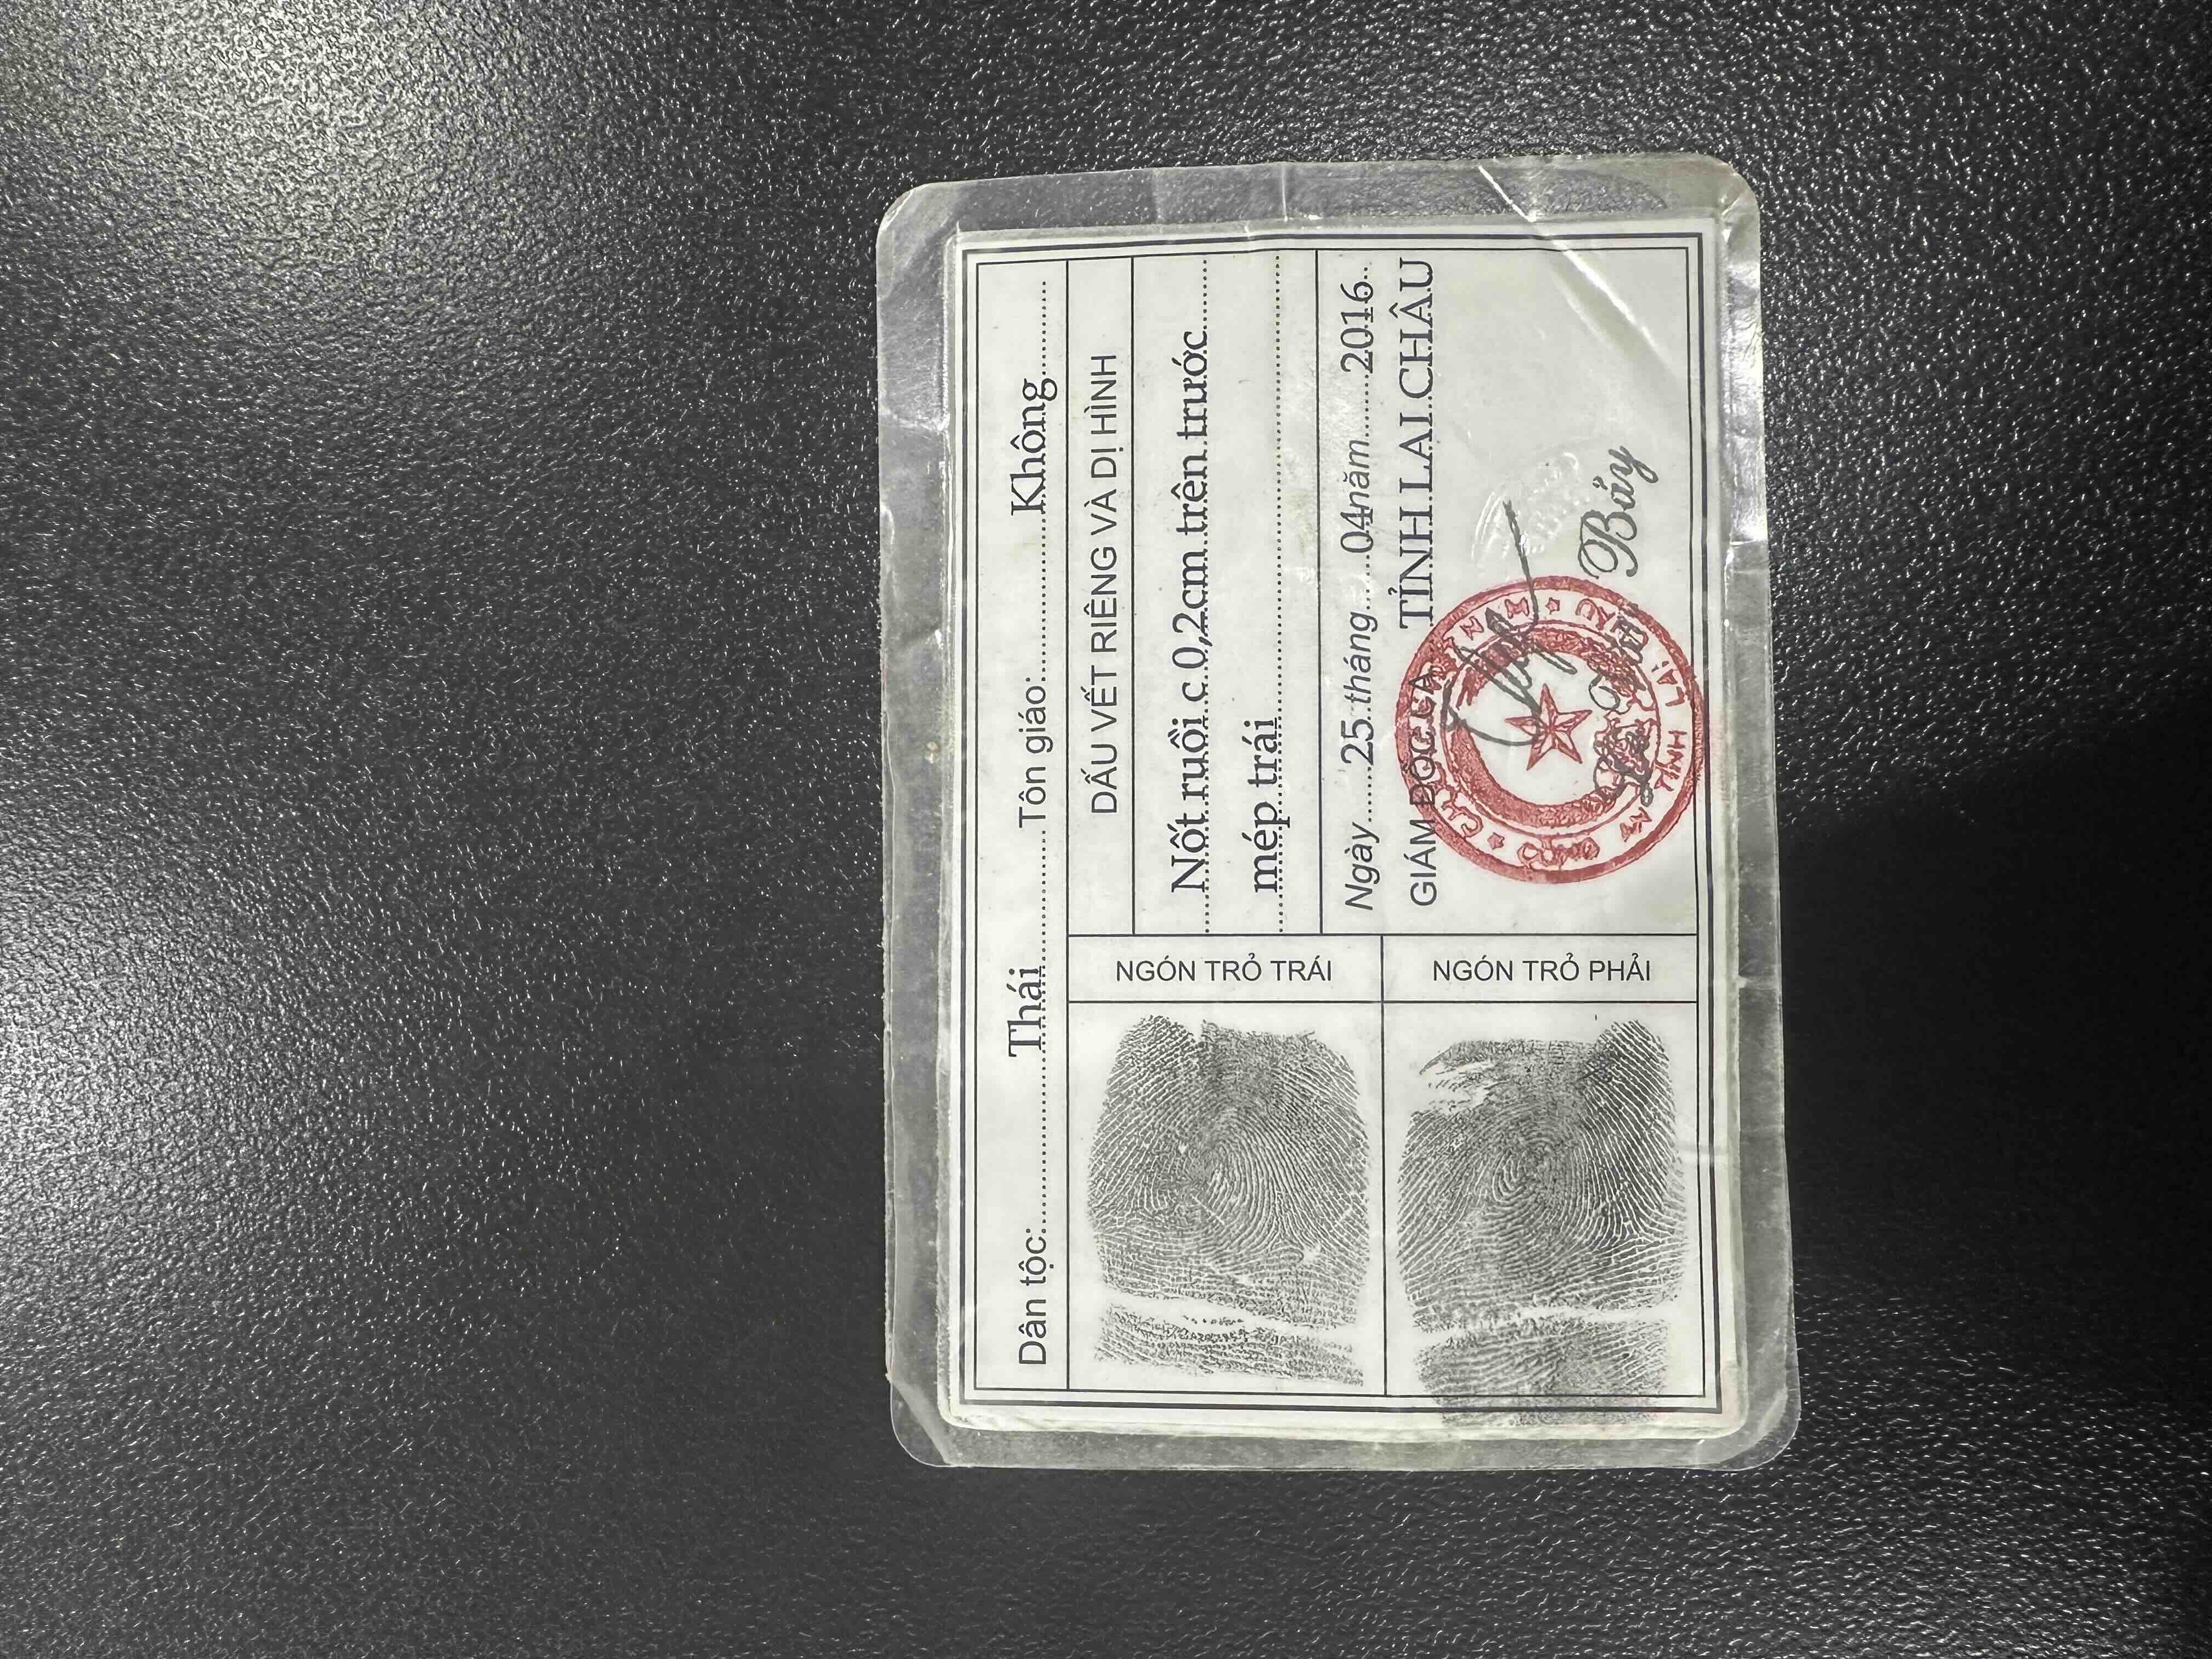 Dân tộc: Thái Tôn giáo: Không
DẤU VẾT RIÊNG VÀ DỊ HÌNH
Nốt ruồi c 0,2cm trên trước
mép trái
Ngày 25 tháng 04 năm 2016
GIÁM ĐỐC CA TỈNH LAI CHÂU
Bảy
NGÓN TRỎ TRÁI
NGÓN TRỎ PHẢI